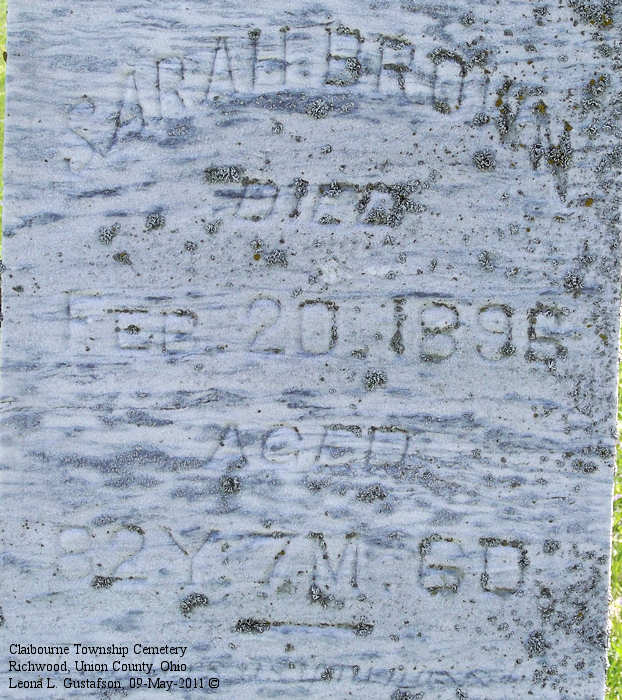 SARAH BROWN
DIED
FEB 20, 1895
AGED
82 Y. 7 M. 6 D.
Claibourne Township Cemetery
Richwood, Union County, Ohio
Leona L. Gustafson, 09-May-2011 ©